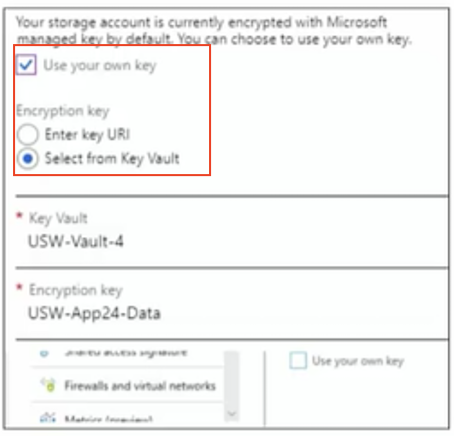 Your storage account is currently encrypted with Microsoft
managed key by default. You can choose to use your own key.
Use your own key
Encryption key
Enter key URI
Select from Key Vault
* Key Vault
USW-Vault-4
* Encryption key
USW-App24-Data
Shared access signature
Use your own key
Firewalls and virtual networks
Metrics (preview)